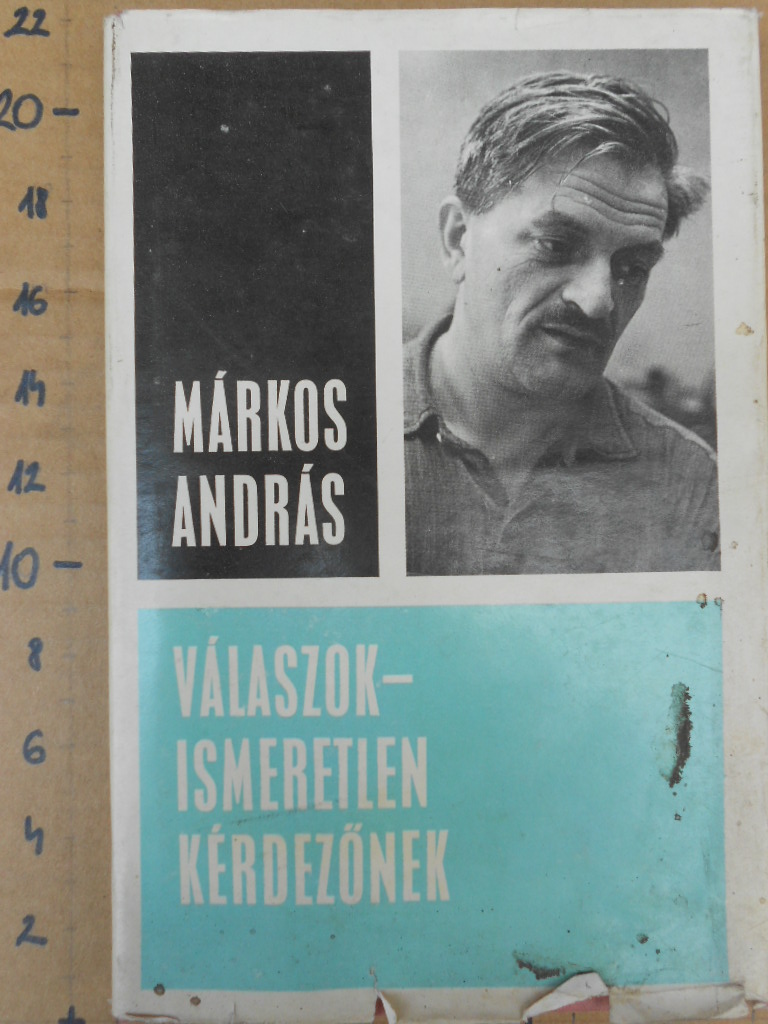 22
20
18
16
14
12
10
8
6
4
2
MÁRKOS
ANDRÁS
VÁLASZOK–
ISMERETLEN
KÉRDEZŐNEK